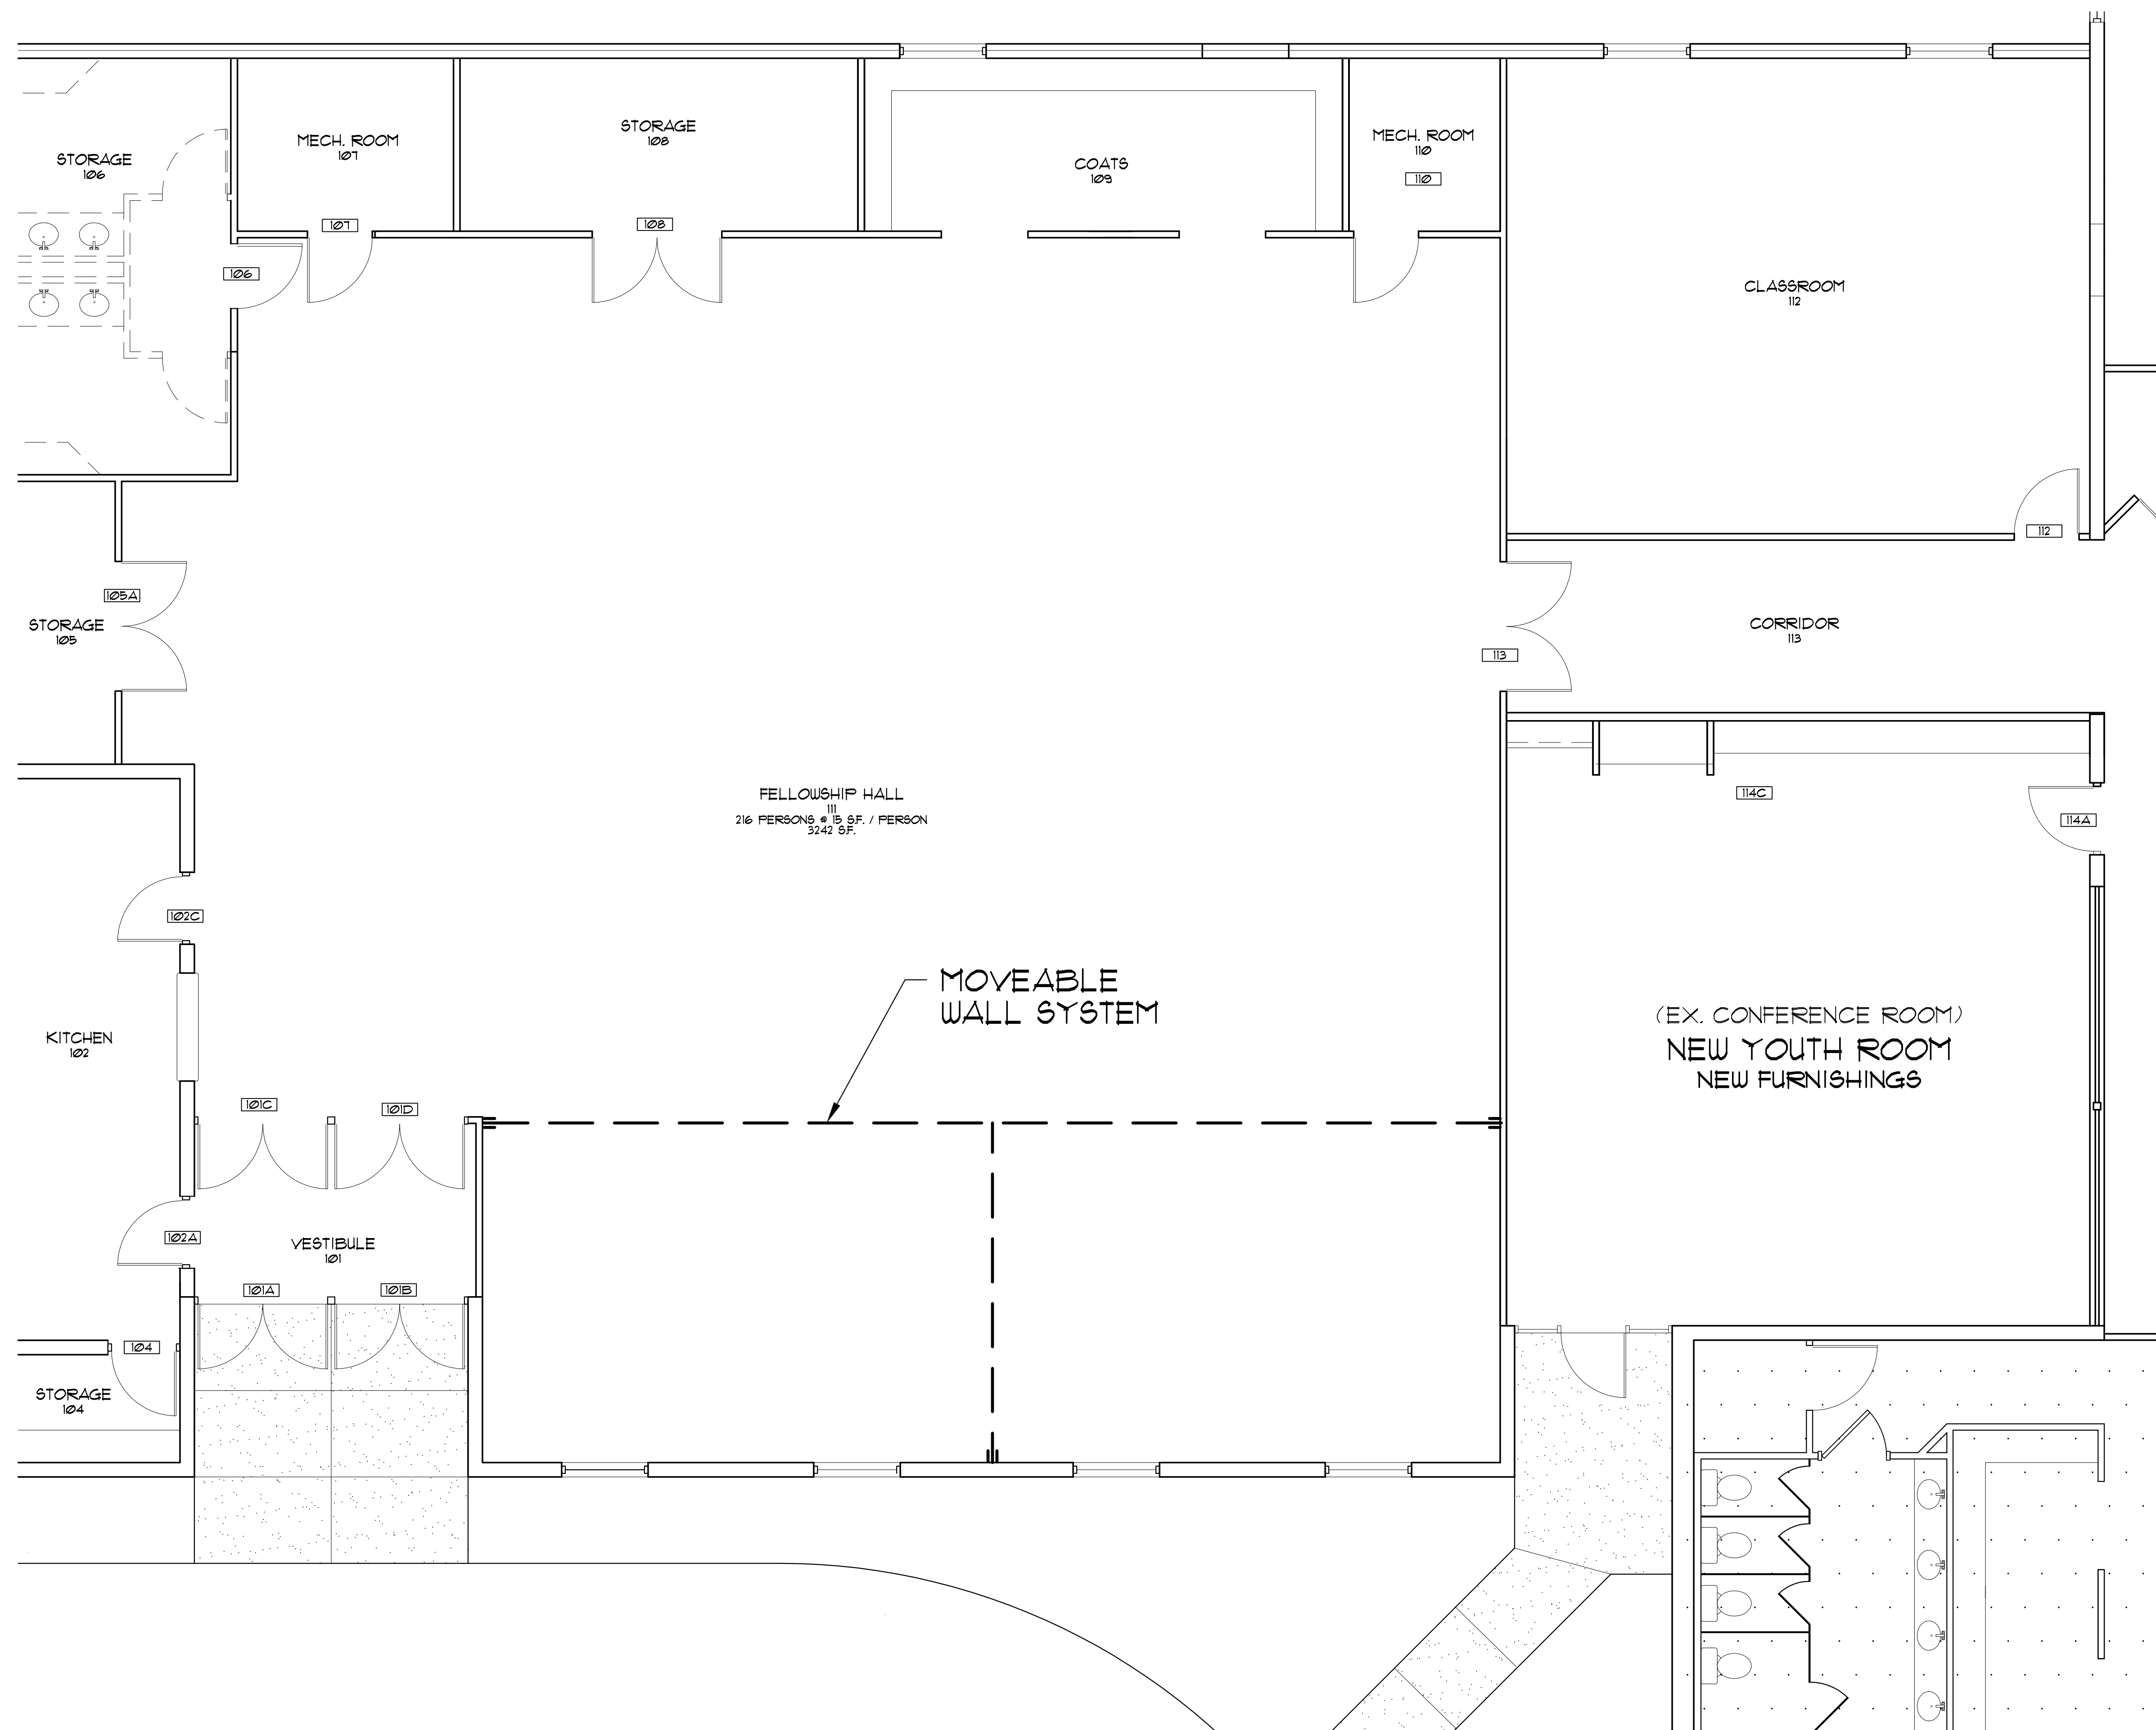 STORAGE
106
MECH. ROOM
107
STORAGE
108
COATS
109
MECH. ROOM
110
110
107
108
106
CLASSROOM
112
112
105A
STORAGE
105
113
CORRIDOR
113
FELLOWSHIP HALL
111
216 PERSONS @ 15 S.F. / PERSON
3242 S.F.
114C
114A
102C
MOVEABLE
WALL SYSTEM
(EX. CONFERENCE ROOM)
NEW YOUTH ROOM
NEW FURNISHINGS
KITCHEN
102
101C
101D
102A
VESTIBULE
101
101A
101B
104
STORAGE
104